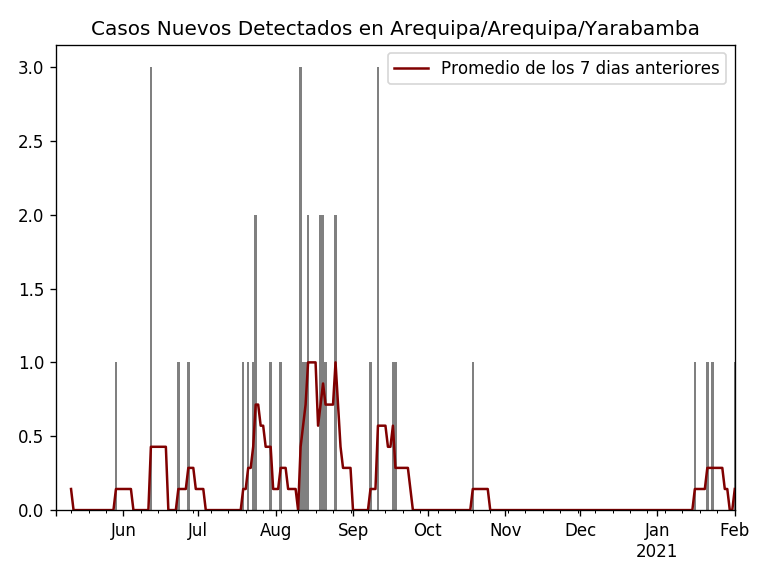 Casos Nuevos Detectados en Arequipa/Arequipa/Yarabamba
Promedio de los 7 dias anteriores
3.0
2.5
2.0
1.5
1.0
0.5
0.0
Jun Jul Aug Sep Oct Nov Dec Jan Feb
2021